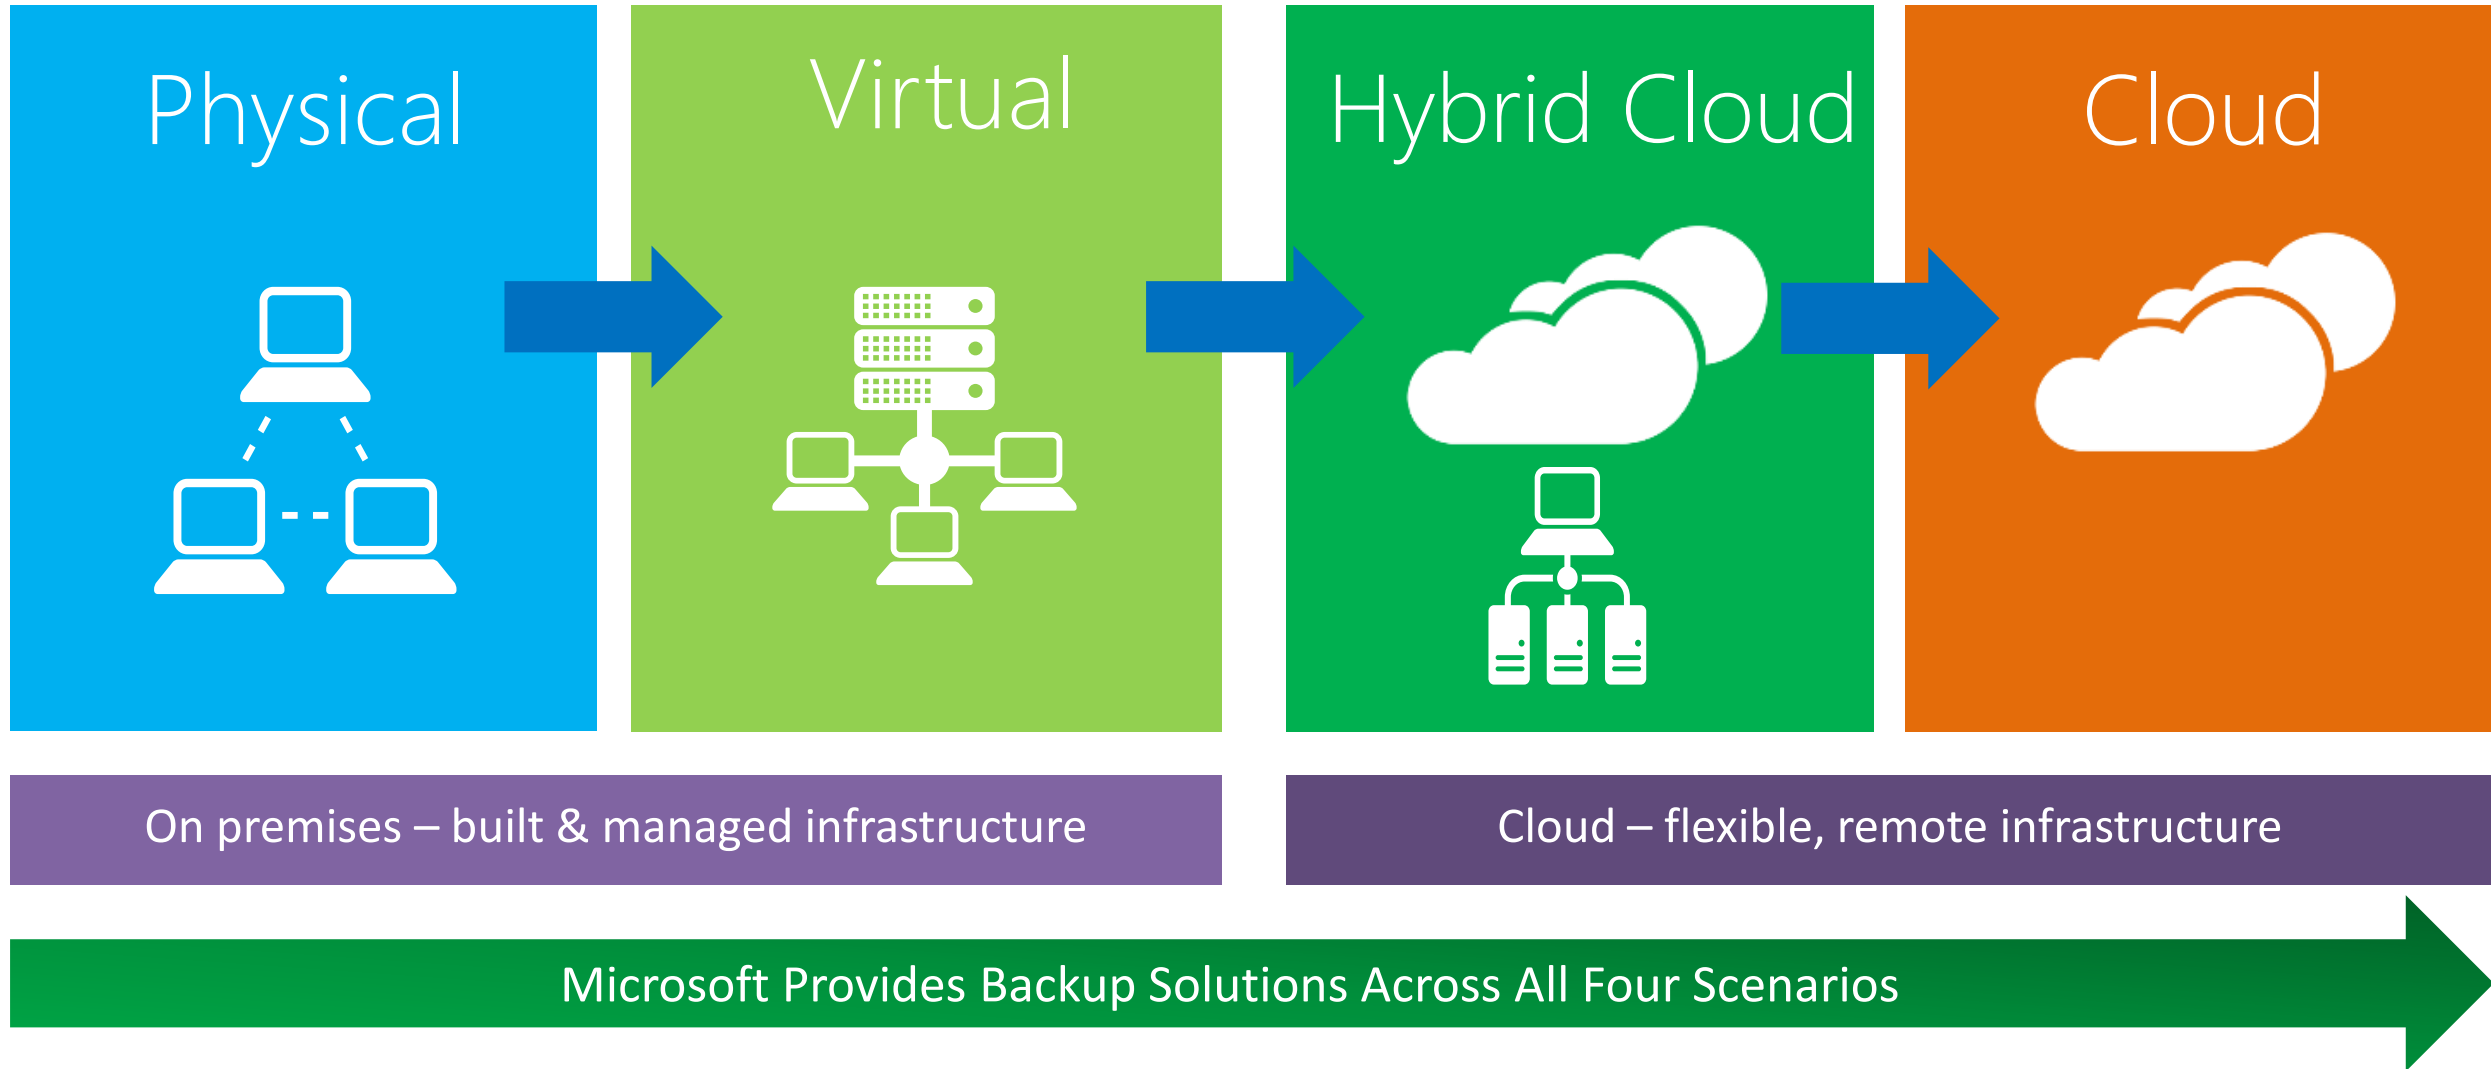 Physical
Virtual
Hybrid Cloud
Cloud
On premises – built & managed infrastructure
Cloud – flexible, remote infrastructure
Microsoft Provides Backup Solutions Across All Four Scenarios